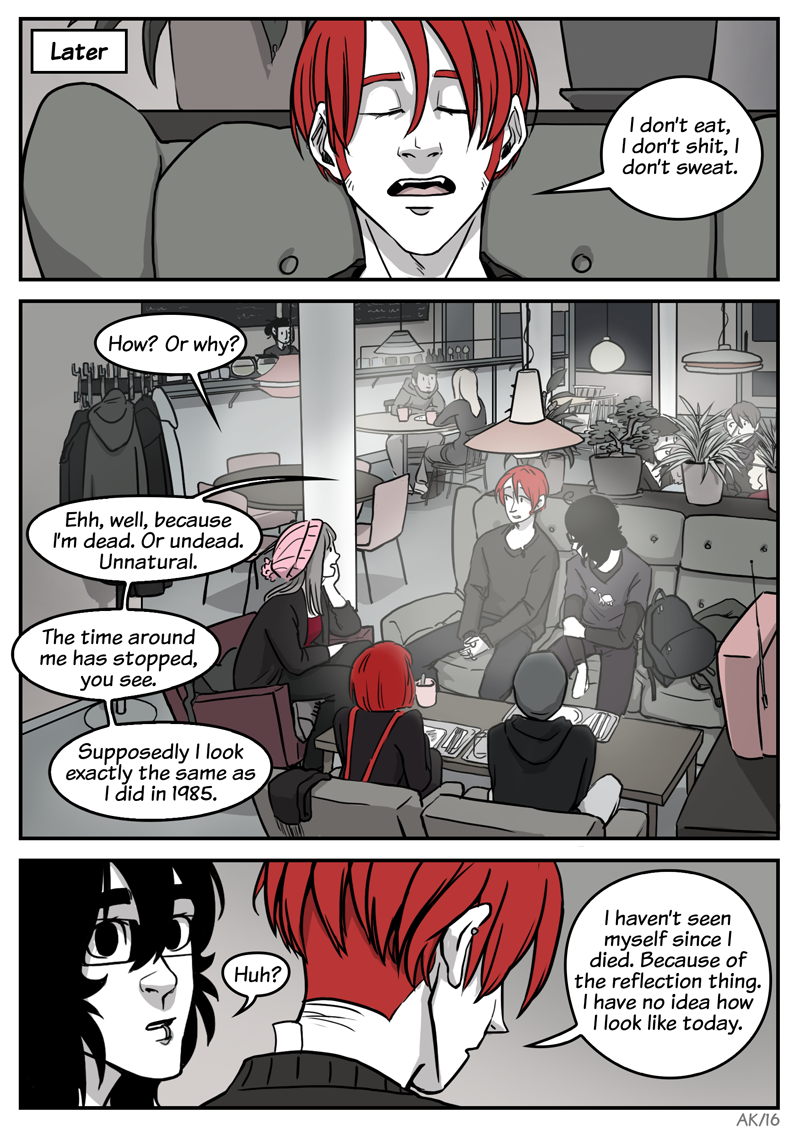 Later
I don't eat,
I don't shit, I
don't sweat.
How? Or why?
Ehh, well, because
I'm dead. Or undead.
Unnatural.
The time around
me has stopped,
you see.
Supposedly I look
exactly the same as
I did in 1985.
Huh?
I haven't seen
myself since I
died. Because of
the reflection thing.
I have no idea how
I look like today.
AK/16